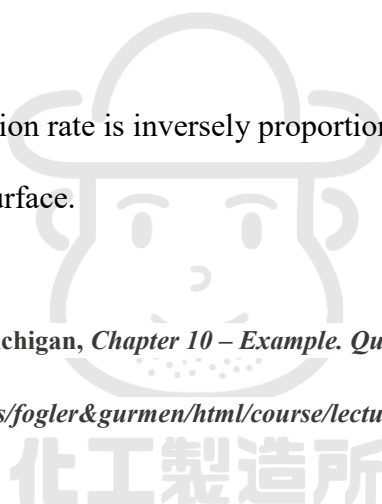 ion rate is inversely proportion
urface.
ichigan, Chapter 10 – Example. Qu
s/fogler&gurmen/html/course/lectu
化工製造所